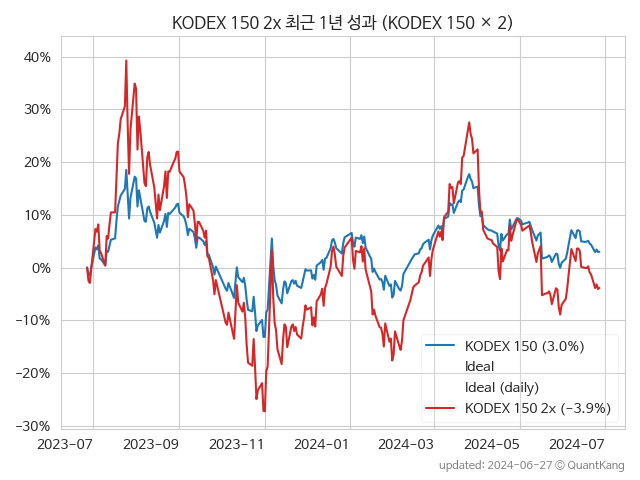 KODEX 150 2x 최근 1년 성과 (KODEX 150 × 2)
40%
30%
20%
10%
0%
−10%
−20%
−30%
2023-07
2023-09
2023-11
2024-01
2024-03
2024-05
2024-07
KODEX 150 (3.0%)
Ideal
Ideal (daily)
KODEX 150 2x (−3.9%)
updated: 2024-06-27 © QuantKang